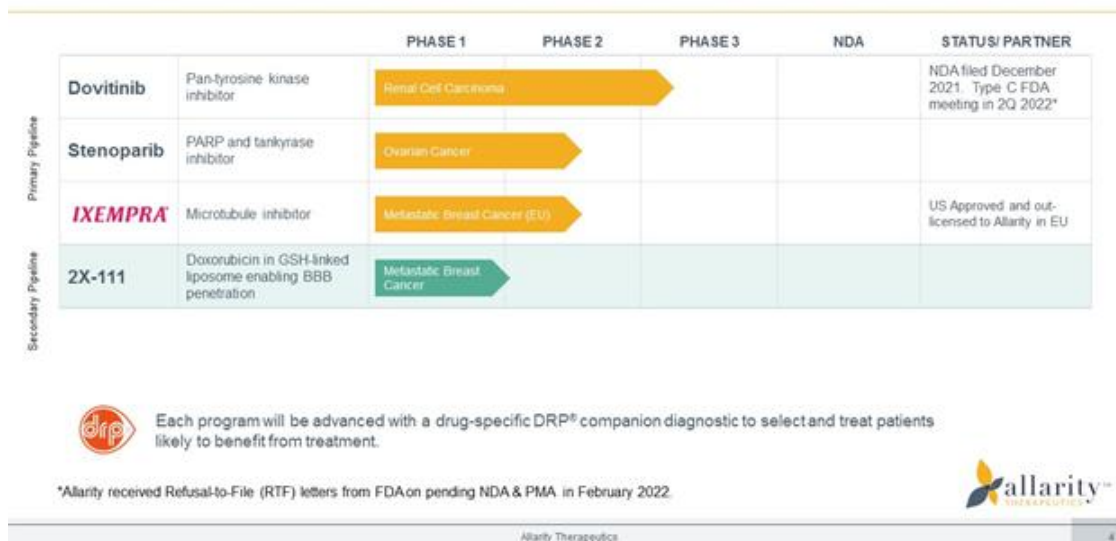 PHASE 1 PHASE 2 PHASE 3 NDA STATUS/ PARTNER
Primary Pipeline
Dovitinib
Pan-tyrosine kinase
inhibitor
Renal Cell Carcinoma
NDA filed December
2021. Type C FDA
meeting in 2Q 2022*
Stenoparib
PARP and tankyrase
inhibitor
Ovarian Cancer
IXEMPRA
Microtubule inhibitor
Metastatic Breast Cancer (EU)
US Approved and out-
licensed to Allarity in EU
Secondary Pipeline
2X-111
Doxorubicin in GSH-linked
liposome enabling BBB
penetration
Metastatic Breast
Cancer
drp
Each program will be advanced with a drug-specific DRP® companion diagnostic to select and treat patients
likely to benefit from treatment.
*Allarity received Refusal-to-File (RTF) letters from FDA on pending NDA & PMA in February 2022.
allarity™
THERAPEUTICS
Allarity Therapeutics
4